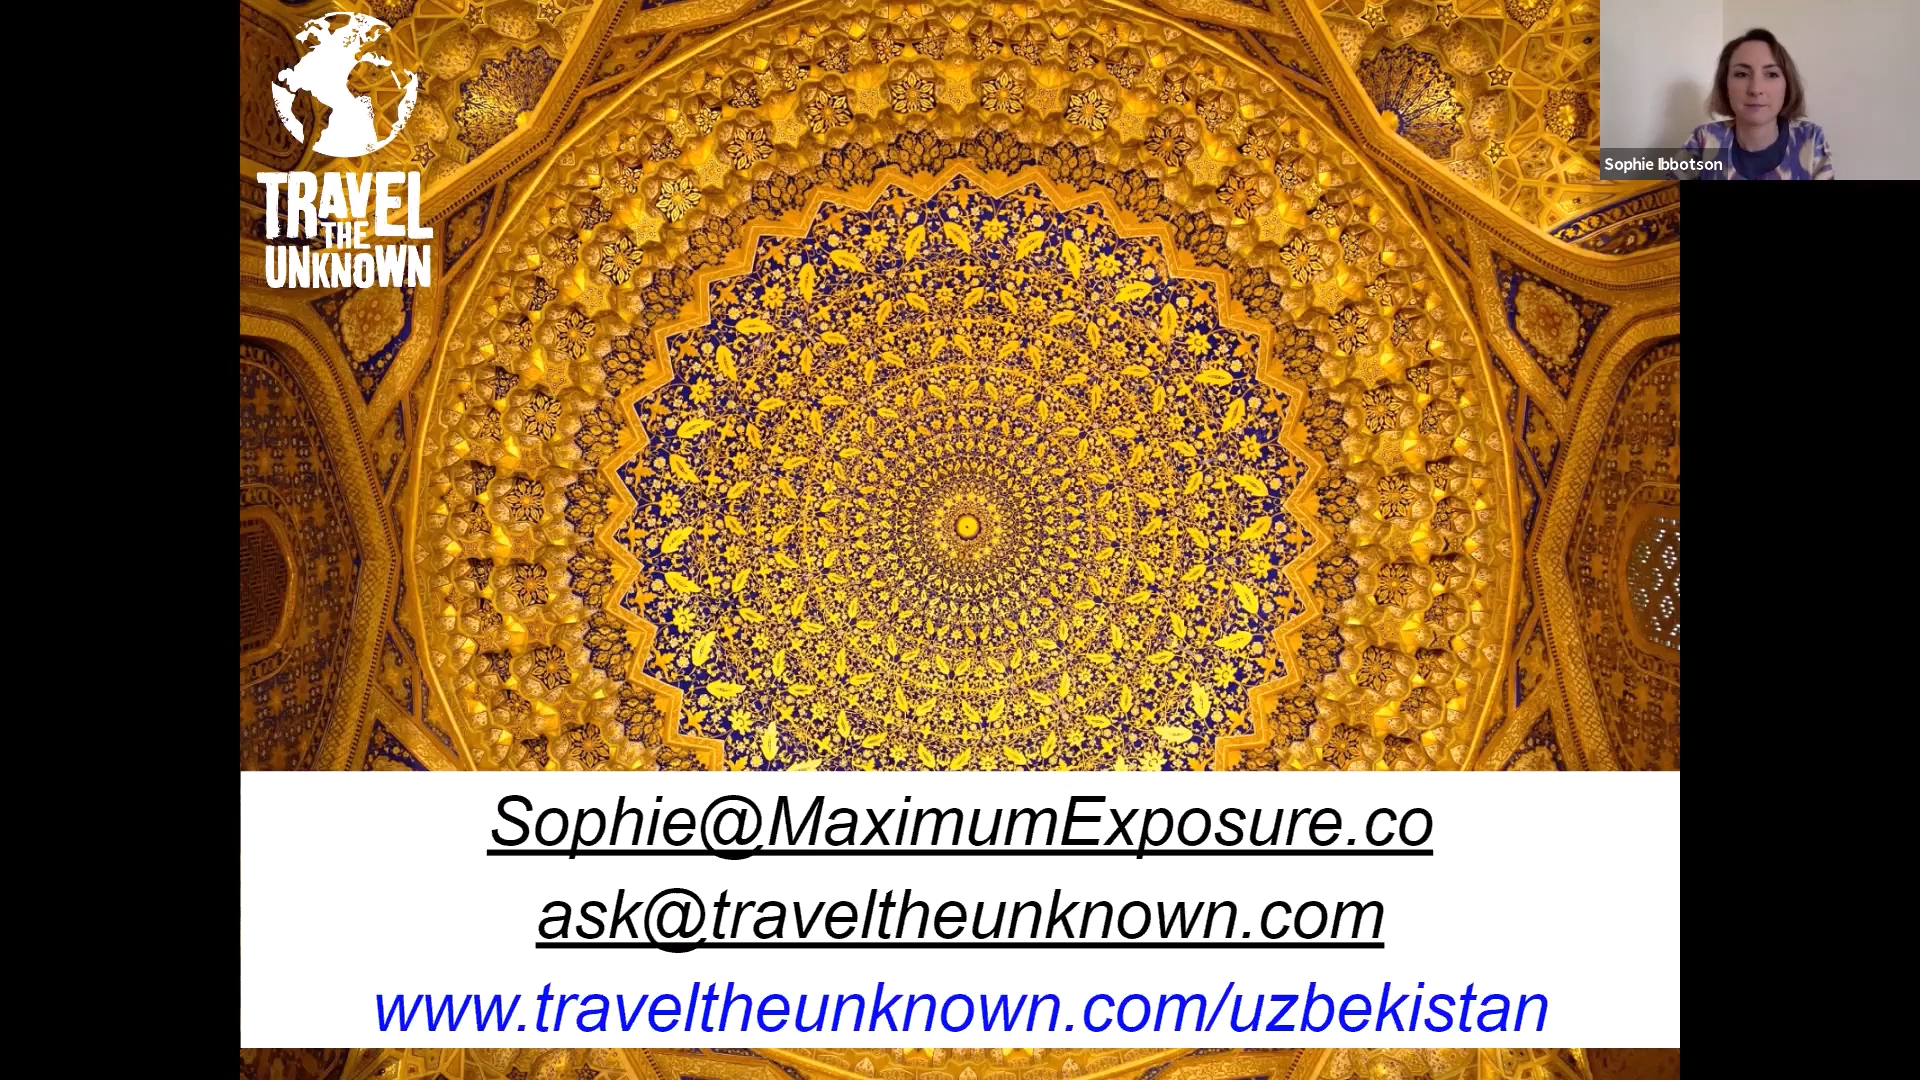 TRAVEL
THE
UNKNOWN
Sophie Ibbotson
Sophie@MaximumExposure.co
ask@traveltheunknown.com
www.traveltheunknown.com/uzbekistan